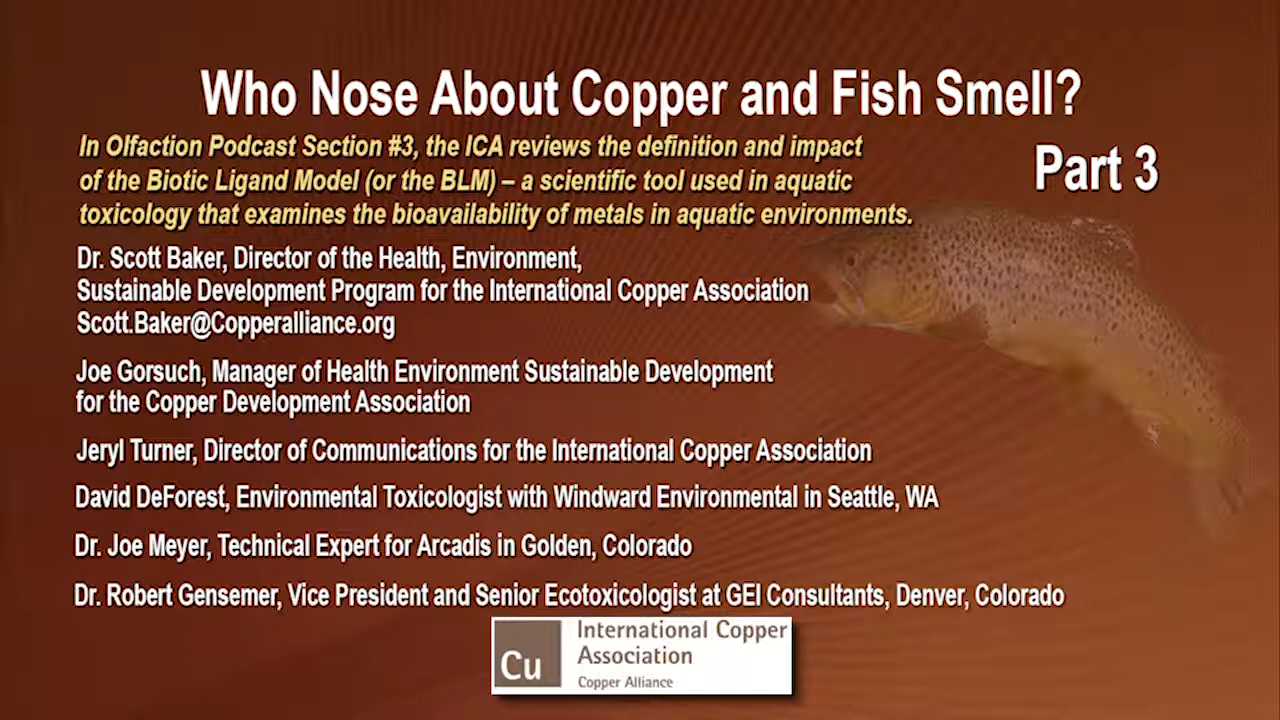 Who Nose About Copper and Fish Smell?
Part 3
In Olfaction Podcast Section #3, the ICA reviews the definition and impact
of the Biotic Ligand Model (or the BLM) – a scientific tool used in aquatic
toxicology that examines the bioavailability of metals in aquatic environments.
Dr. Scott Baker, Director of the Health, Environment,
Sustainable Development Program for the International Copper Association
Scott.Baker@Copperalliance.org
Joe Gorsuch, Manager of Health Environment Sustainable Development
for the Copper Development Association
Jeryl Turner, Director of Communications for the International Copper Association
David DeForest, Environmental Toxicologist with Windward Environmental in Seattle, WA
Dr. Joe Meyer, Technical Expert for Arcadis in Golden, Colorado
Dr. Robert Gensemer, Vice President and Senior Ecotoxicologist at GEI Consultants, Denver, Colorado
Cu
International Copper
Association
Copper Alliance